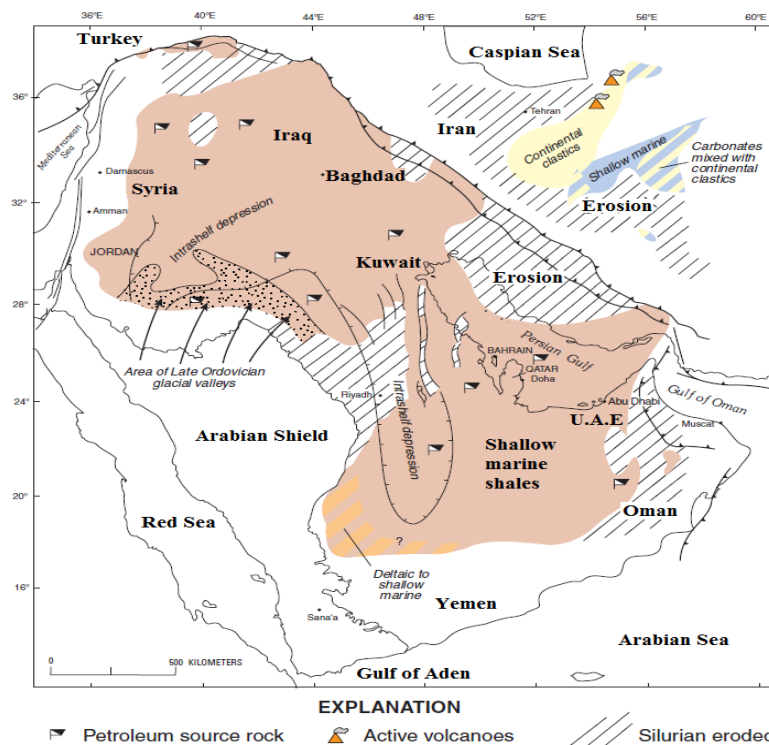 36°E
40°E
44°E
48°E
52°E
56°E
60°E
Turkey
Caspian Sea
36°
Tehran
Iran
Continental
clastics
Shallow marine
Carbonates
mixed with
continental
clastics
Mediterranean
Sea
Iraq
Damascus
Syria
Baghdad
32°
Amman
Erosion
JORDAN
Intrashelf depression
Kuwait
Erosion
28°
Persian Gulf
BAHRAIN
QATAR
Doha
Area of Late Ordovician
glacial valleys
Riyadh
Intrashelf depression
24°
Abu Dhabi
Gulf of Oman
U.A.E
Muscat
Arabian Shield
Shallow
marine
shales
20°
Red Sea
Oman
?
Deltaic to
shallow
marine
16°
Yemen
Sana'a
Arabian Sea
0 500 KILOMETERS
Gulf of Aden
EXPLANATION
Petroleum source rock
Active volcanoes
Silurian eroded